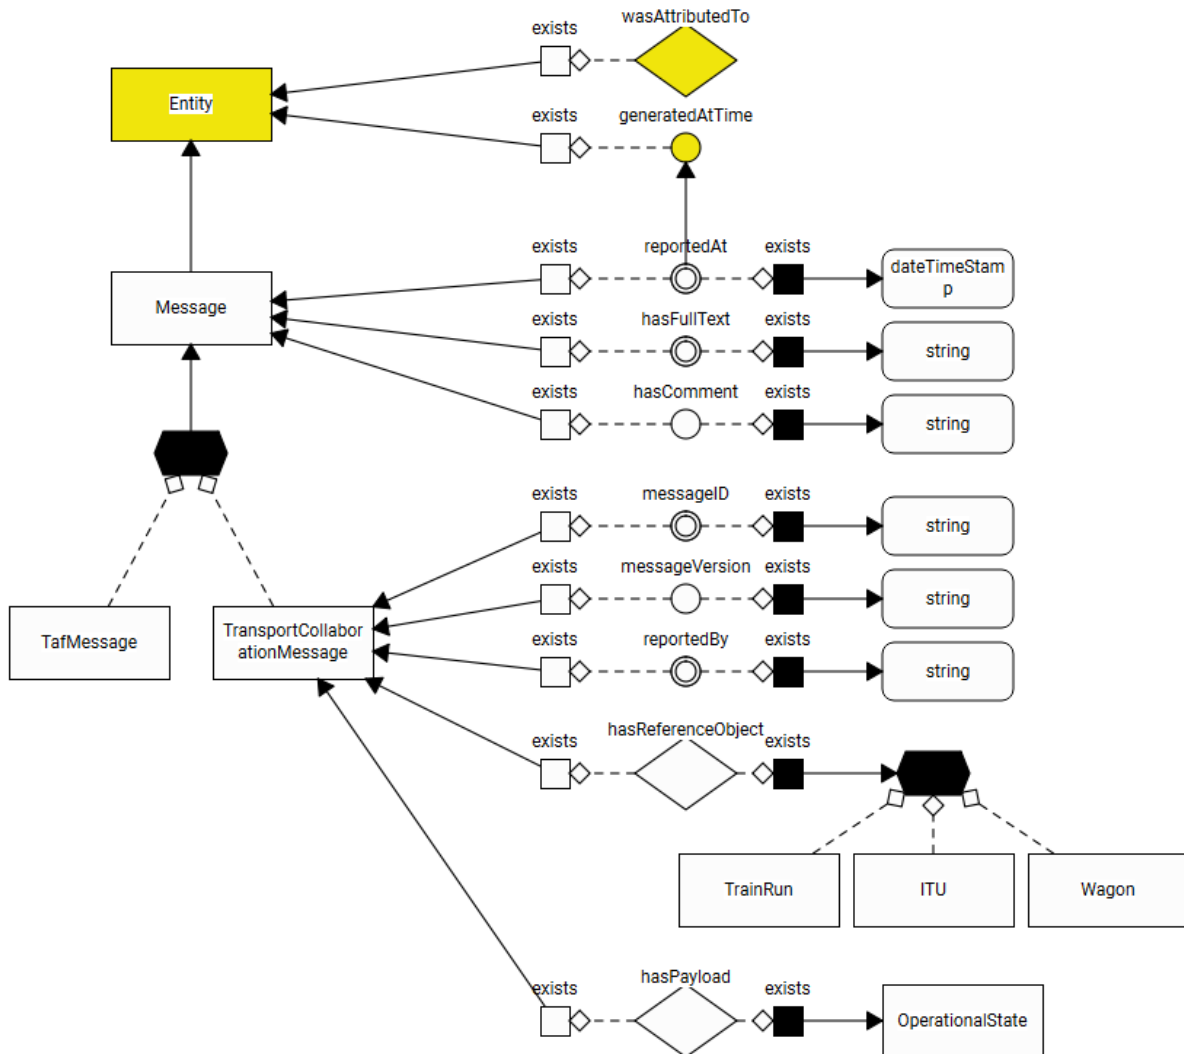 wasAttributedTo
exists
Entity
generatedAtTime
exists
exists
reportedAt
exists
dateTimeStam
p
Message
exists
hasFullText
exists
string
exists
hasComment
exists
string
exists
messageID
exists
string
exists
messageVersion
exists
string
TafMessage
TransportCollabor
ationMessage
exists
reportedBy
exists
string
exists
hasReferenceObject
exists
TrainRun
ITU
Wagon
exists
hasPayload
exists
OperationalState